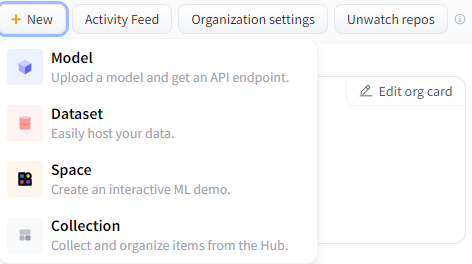 + New
Activity Feed
Organization settings
Unwatch repos
Model
Upload a model and get an API endpoint.
Edit org card
Dataset
Easily host your data.
Space
Create an interactive ML demo.
Collection
Collect and organize items from the Hub.